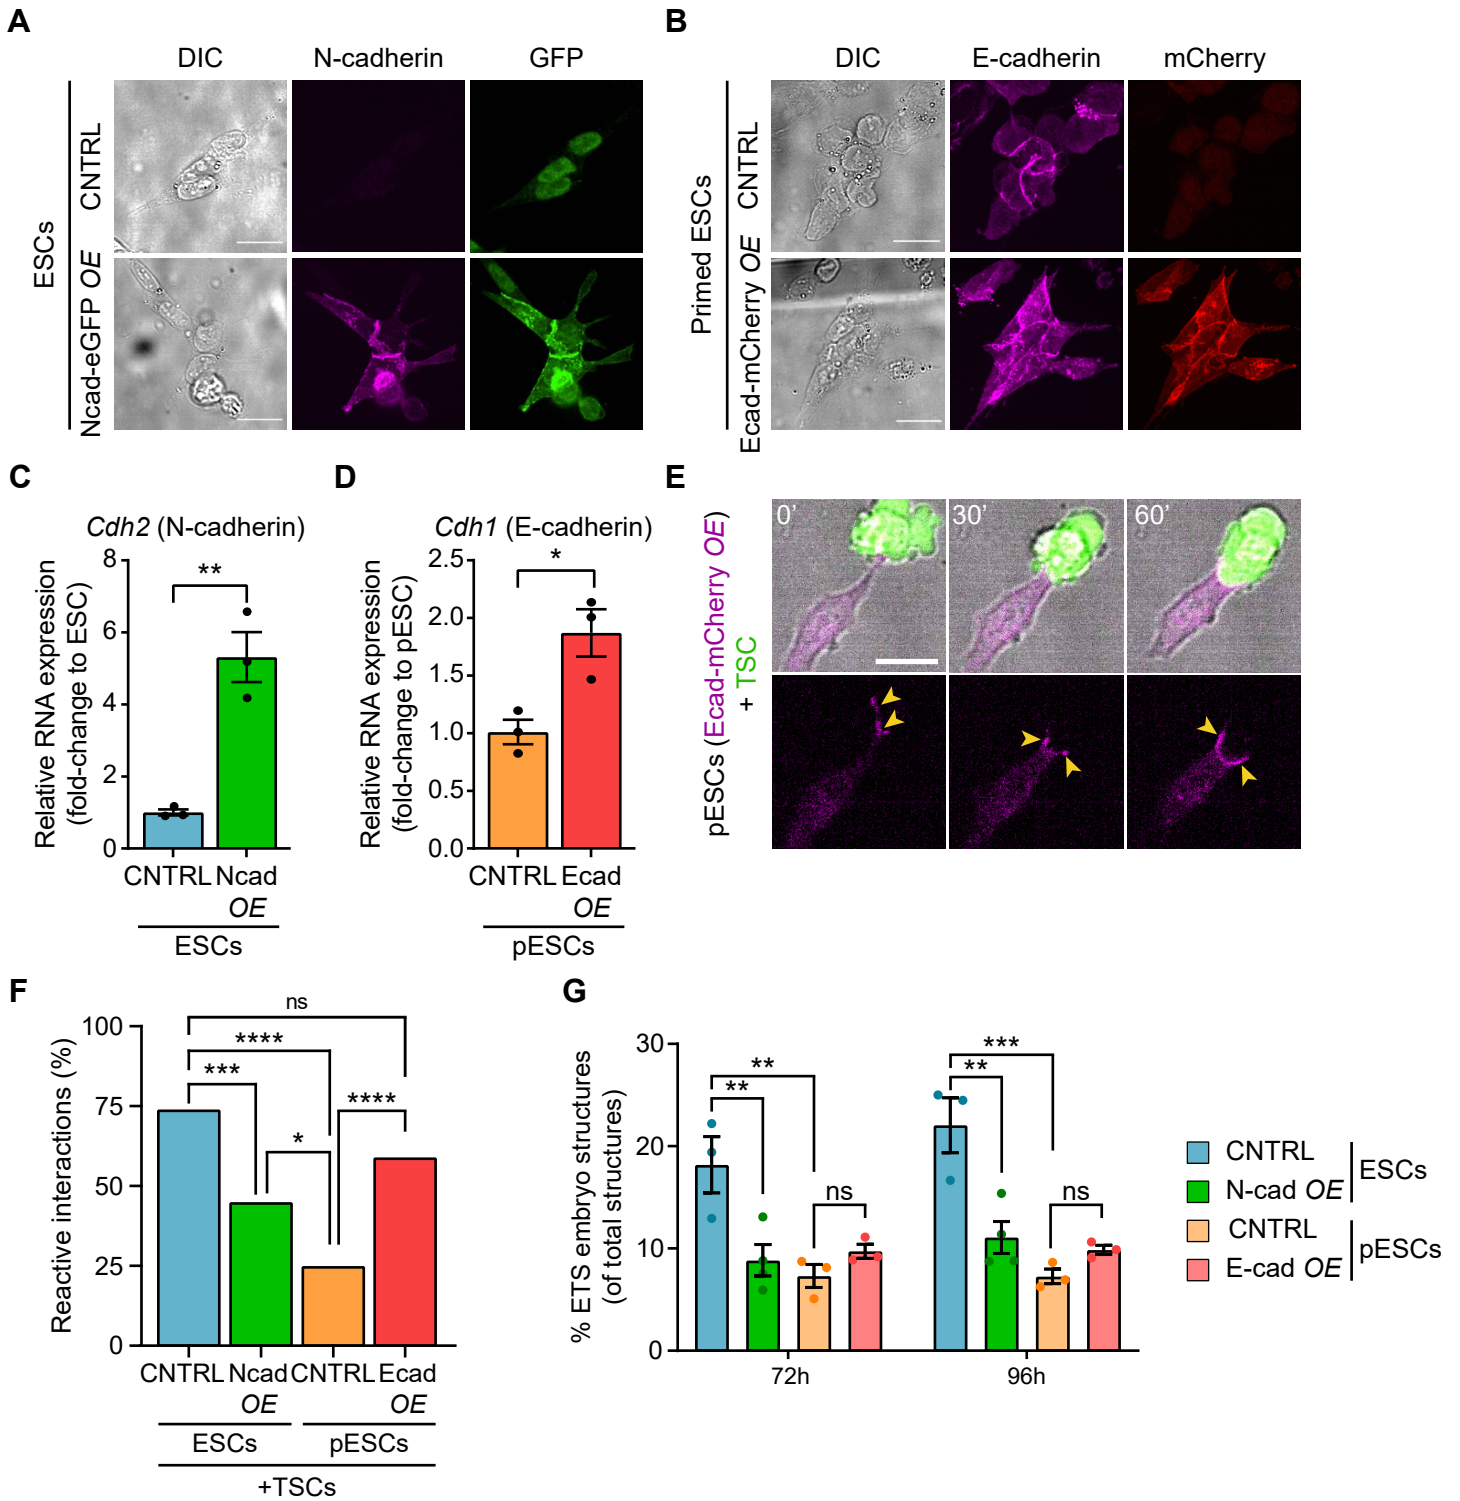 A
DIC
N-cadherin
GFP
ESCs
CNTRL
Ncad-eGFP OE
B
DIC
E-cadherin
mCherry
Primed ESCs
CNTRL
Ecad-mCherry OE
C
Cdh2 (N-cadherin)
Relative RNA expression
(fold-change to ESC)
8
6
4
2
0
**
CNTRL
Ncad
OE
ESCs
D
Cdh1 (E-cadherin)
Relative RNA expression
(fold-change to pESC)
2.5
2.0
1.5
1.0
0.5
0.0
*
CNTRL
Ecad
OE
pESCs
E
pESCs (Ecad-mCherry OE)
+ TSC
0’
30’
60’
F
Reactive interactions (%)
100
75
50
25
0
ns
****
***
****
*
CNTRL
Ncad
OE
CNTRL
Ecad
OE
ESCs
pESCs
+TSCs
G
% ETS embryo structures
(of total structures)
30
20
10
0
**
**
ns
***
**
ns
72h
96h
CNTRL
N-cad OE
ESCs
CNTRL
E-cad OE
pESCs